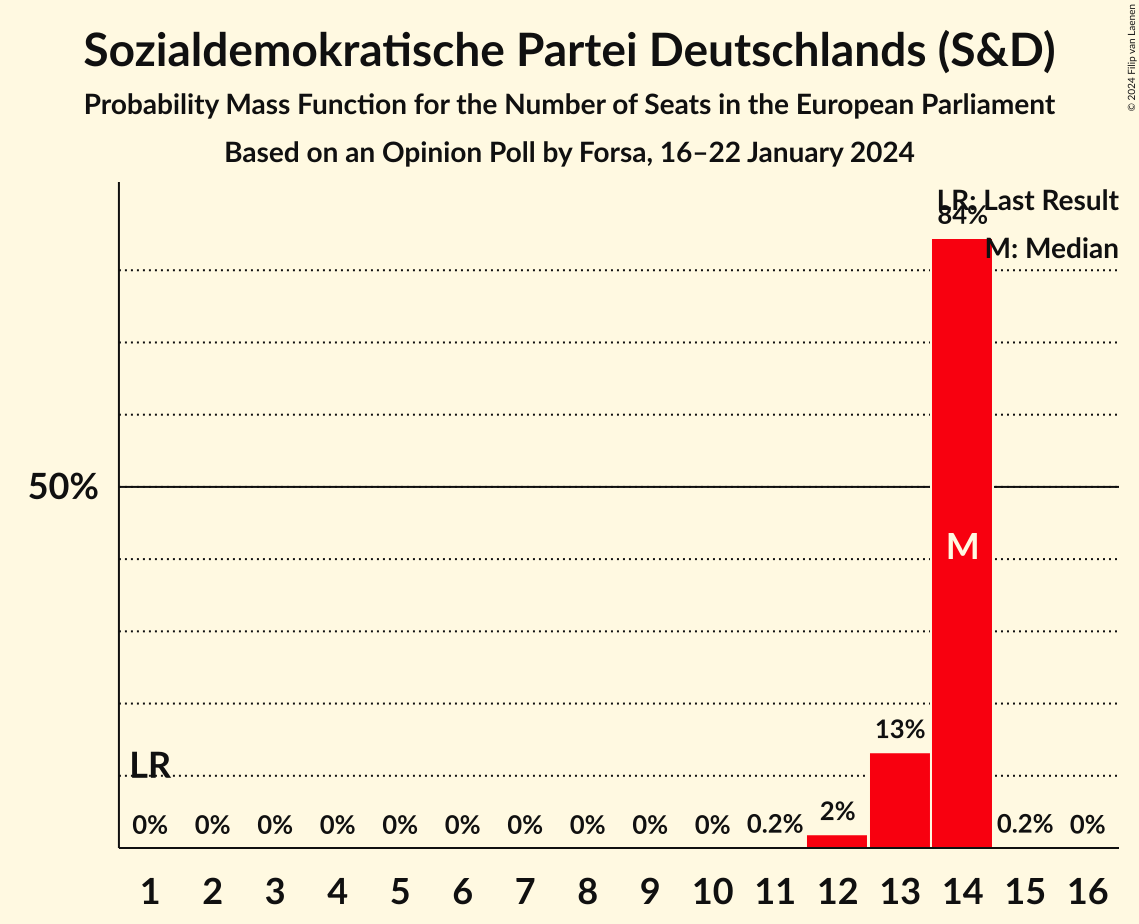 Sozialdemokratische Partei Deutschlands (S&D)
Probability Mass Function for the Number of Seats in the European Parliament
Based on an Opinion Poll by Forsa, 16–22 January 2024
© 2024 Filip van Laenen
LR: Last Result
84%
M: Median
50%
M
13%
LR
0% 0% 0% 0% 0% 0% 0% 0% 0% 0% 0.2% 2% 0.2% 0%
1 2 3 4 5 6 7 8 9 10 11 12 13 14 15 16